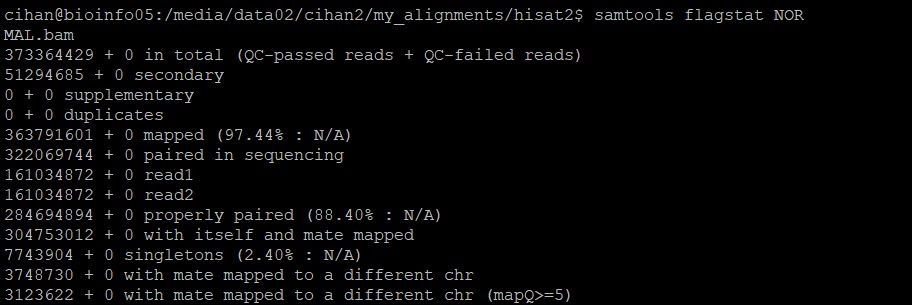 cihan@bioinfo05:/media/data02/cihan2/my_alignments/hisat2$ samtools flagstat NOR
MAL.bam
373364429 + 0 in total (QC-passed reads + QC-failed reads)
51294685 + 0 secondary
0 + 0 supplementary
0 + 0 duplicates
363791601 + 0 mapped (97.44% : N/A)
322069744 + 0 paired in sequencing
161034872 + 0 read1
161034872 + 0 read2
284694894 + 0 properly paired (88.40% : N/A)
304753012 + 0 with itself and mate mapped
7743904 + 0 singletons (2.40% : N/A)
3748730 + 0 with mate mapped to a different chr
3123622 + 0 with mate mapped to a different chr (mapQ>=5)